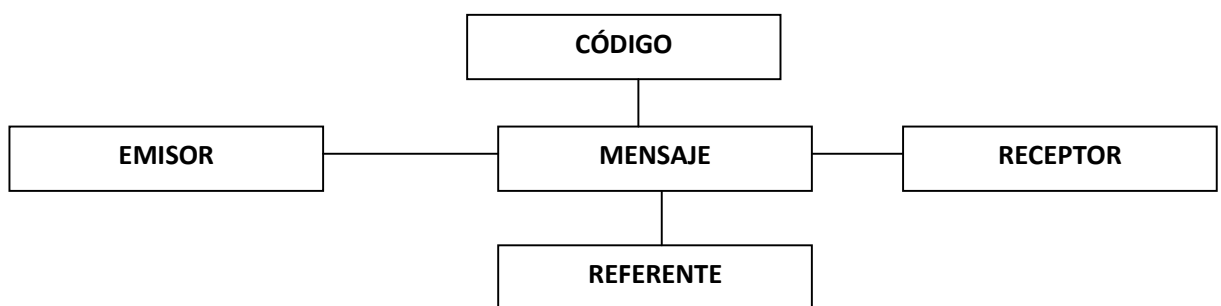 CÓDIGO
EMISOR
MENSAJE
RECEPTOR
REFERENTE